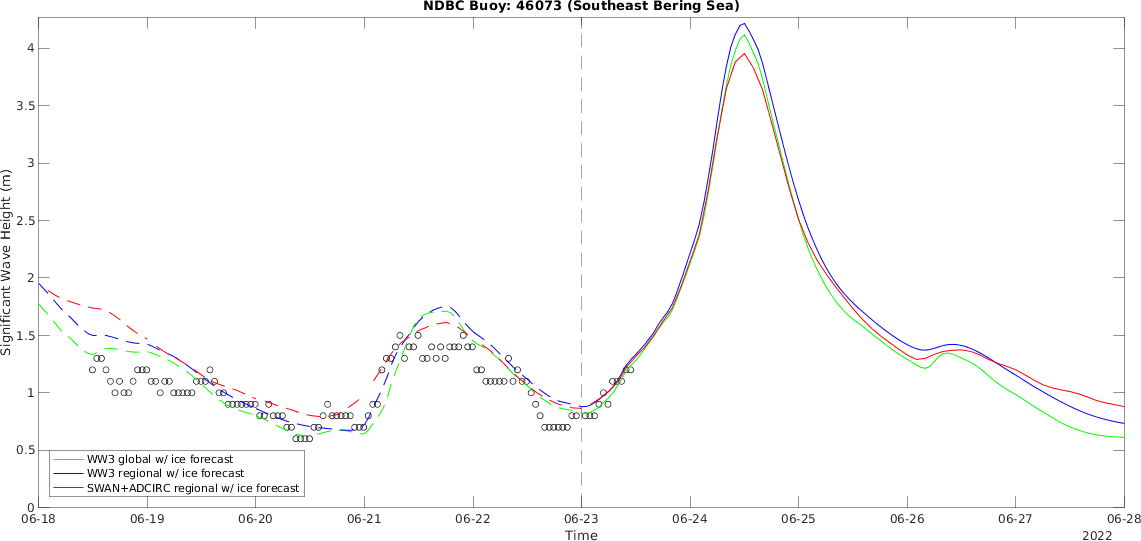 NDBC Buoy: 46073 (Southeast Bering Sea)
Significant Wave Height (m)
4
3.5
3
2.5
2
1.5
1
0.5
0
WW3 global w/ ice forecast
WW3 regional w/ ice forecast
SWAN+ADCIRC regional w/ ice forecast
06-18 06-19 06-20 06-21 06-22 06-23 06-24 06-25 06-26 06-27 06-28
Time
2022